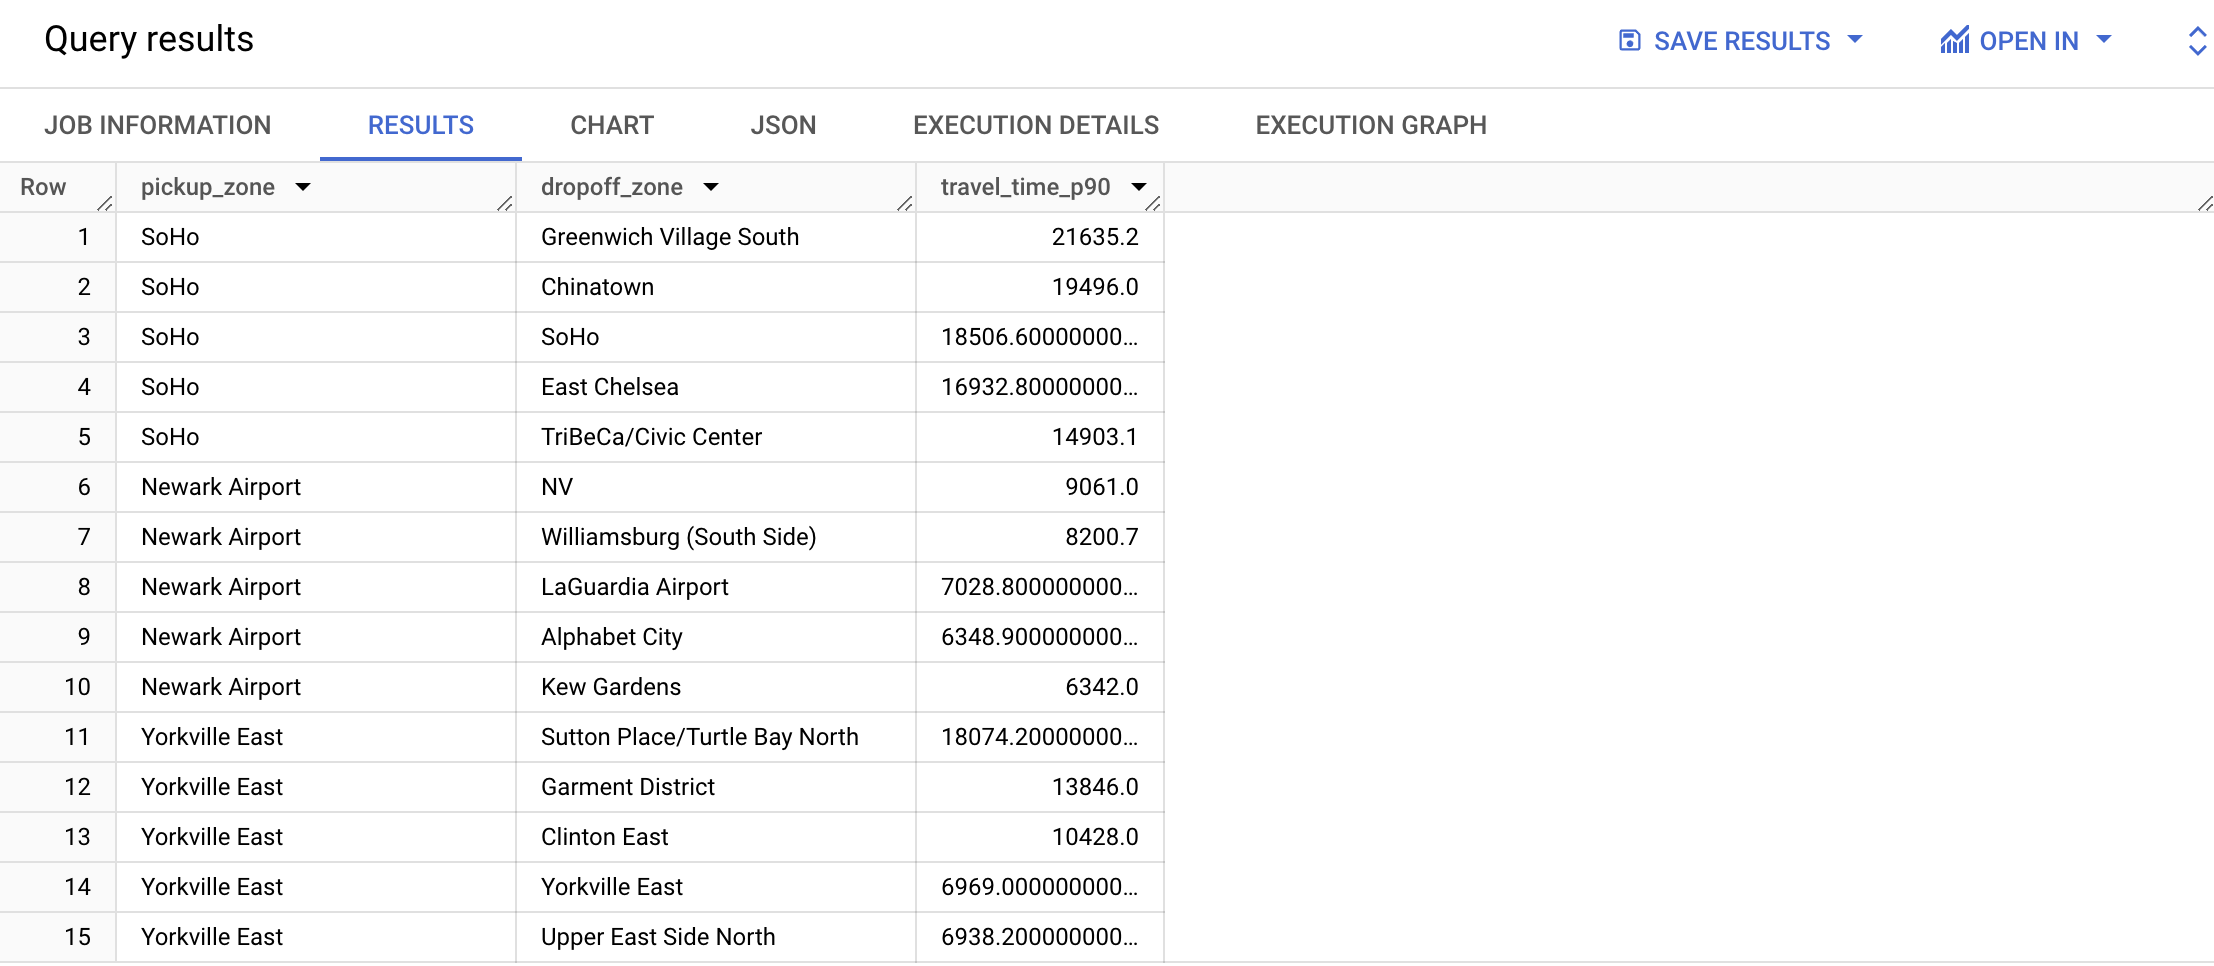 Query results SAVE RESULTS OPEN IN
JOB INFORMATION RESULTS CHART JSON EXECUTION DETAILS EXECUTION GRAPH
Row pickup_zone dropoff_zone travel_time_p90
1 SoHo Greenwich Village South 21635.2
2 SoHo Chinatown 19496.0
3 SoHo SoHo 18506.60000000...
4 SoHo East Chelsea 16932.80000000...
5 SoHo TriBeCa/Civic Center 14903.1
6 Newark Airport NV 9061.0
7 Newark Airport Williamsburg (South Side) 8200.7
8 Newark Airport LaGuardia Airport 7028.800000000...
9 Newark Airport Alphabet City 6348.900000000...
10 Newark Airport Kew Gardens 6342.0
11 Yorkville East Sutton Place/Turtle Bay North 18074.20000000...
12 Yorkville East Garment District 13846.0
13 Yorkville East Clinton East 10428.0
14 Yorkville East Yorkville East 6969.000000000...
15 Yorkville East Upper East Side North 6938.200000000...